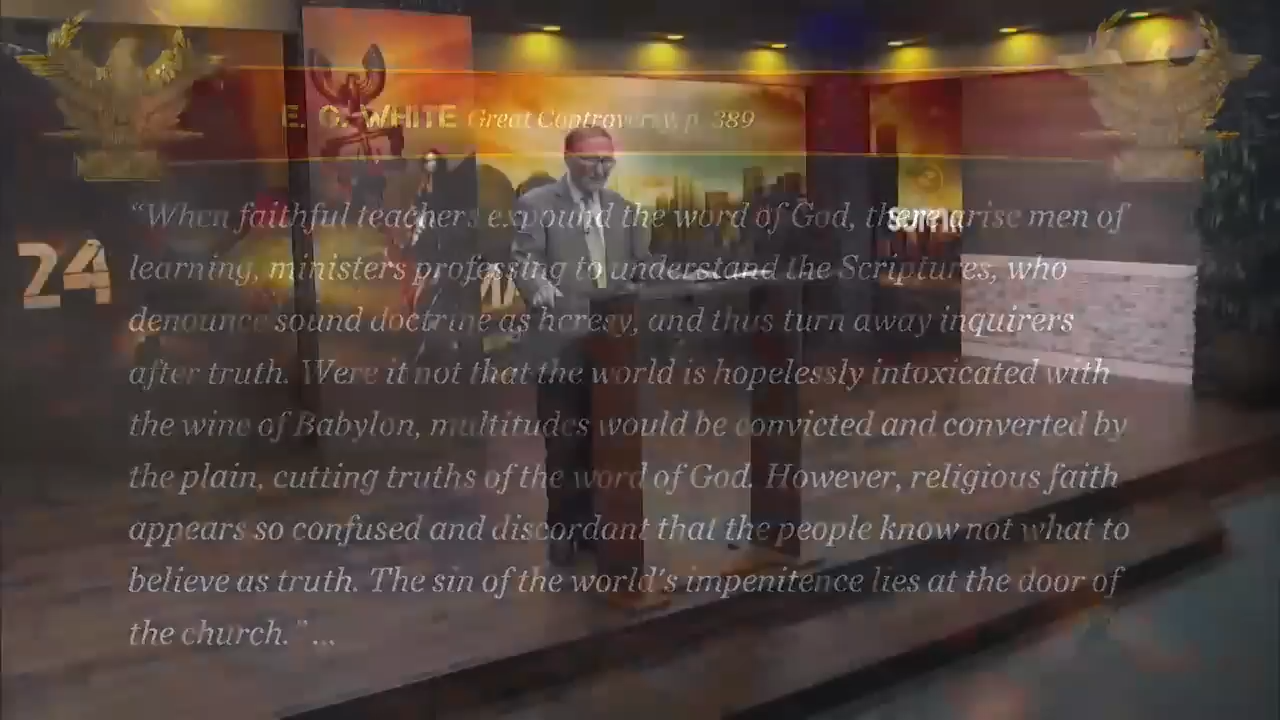 E. G. WHITE Great Controversy, p. 389
“When faithful teachers expound the word of God, there arise men of
learning, ministers professing to understand the Scriptures, who
denounce sound doctrine as heresy, and thus turn away inquirers
after truth. Were it not that the world is hopelessly intoxicated with
the wine of Babylon, multitudes would be convicted and converted by
the plain, cutting truths of the word of God. However, religious faith
appears so confused and discordant that the people know not what to
believe as truth. The sin of the world's impenitence lies at the door of
the church.” ...
24